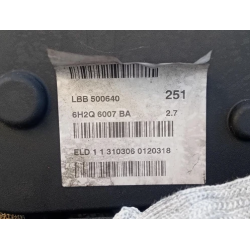 LBB 500640 251
6H2Q 6007 BA 2.7
ELD 1 1 310306 0120318